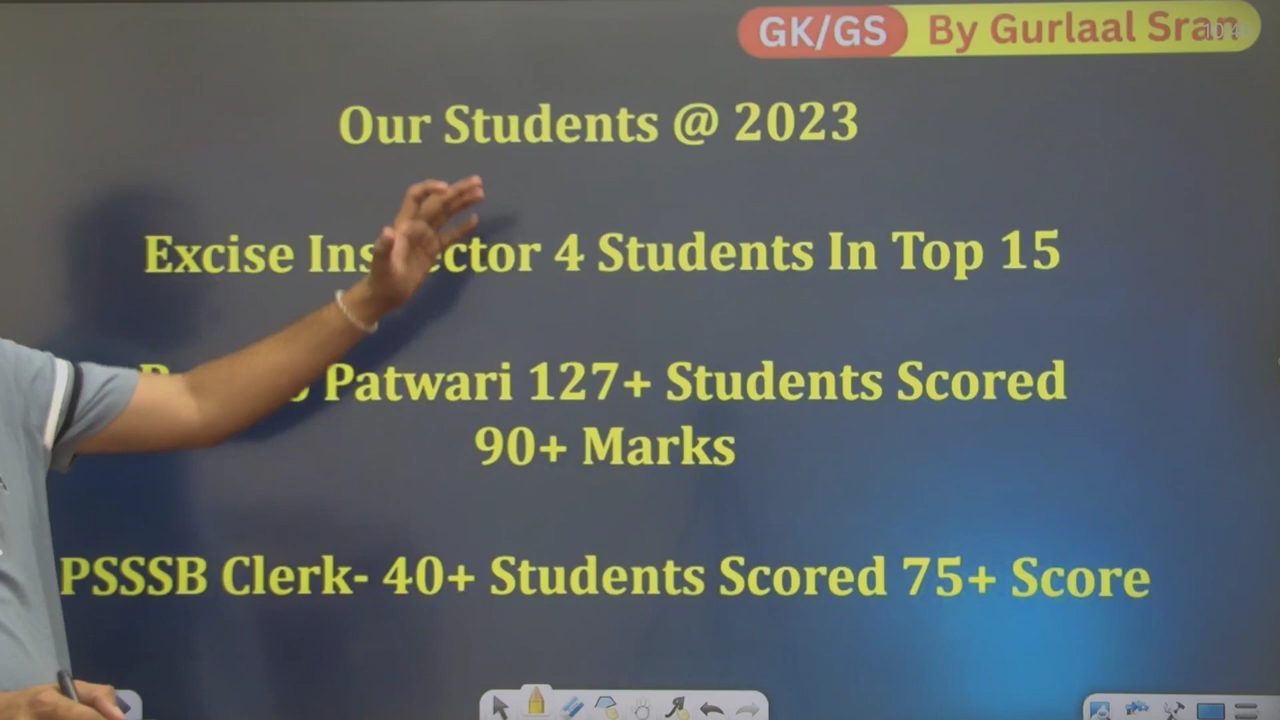 GK/GS By Gurlaal Sran
Our Students @ 2023
Excise Inspector 4 Students In Top 15
Patwari 127+ Students Scored
90+ Marks
PSSSB Clerk- 40+ Students Scored 75+ Score